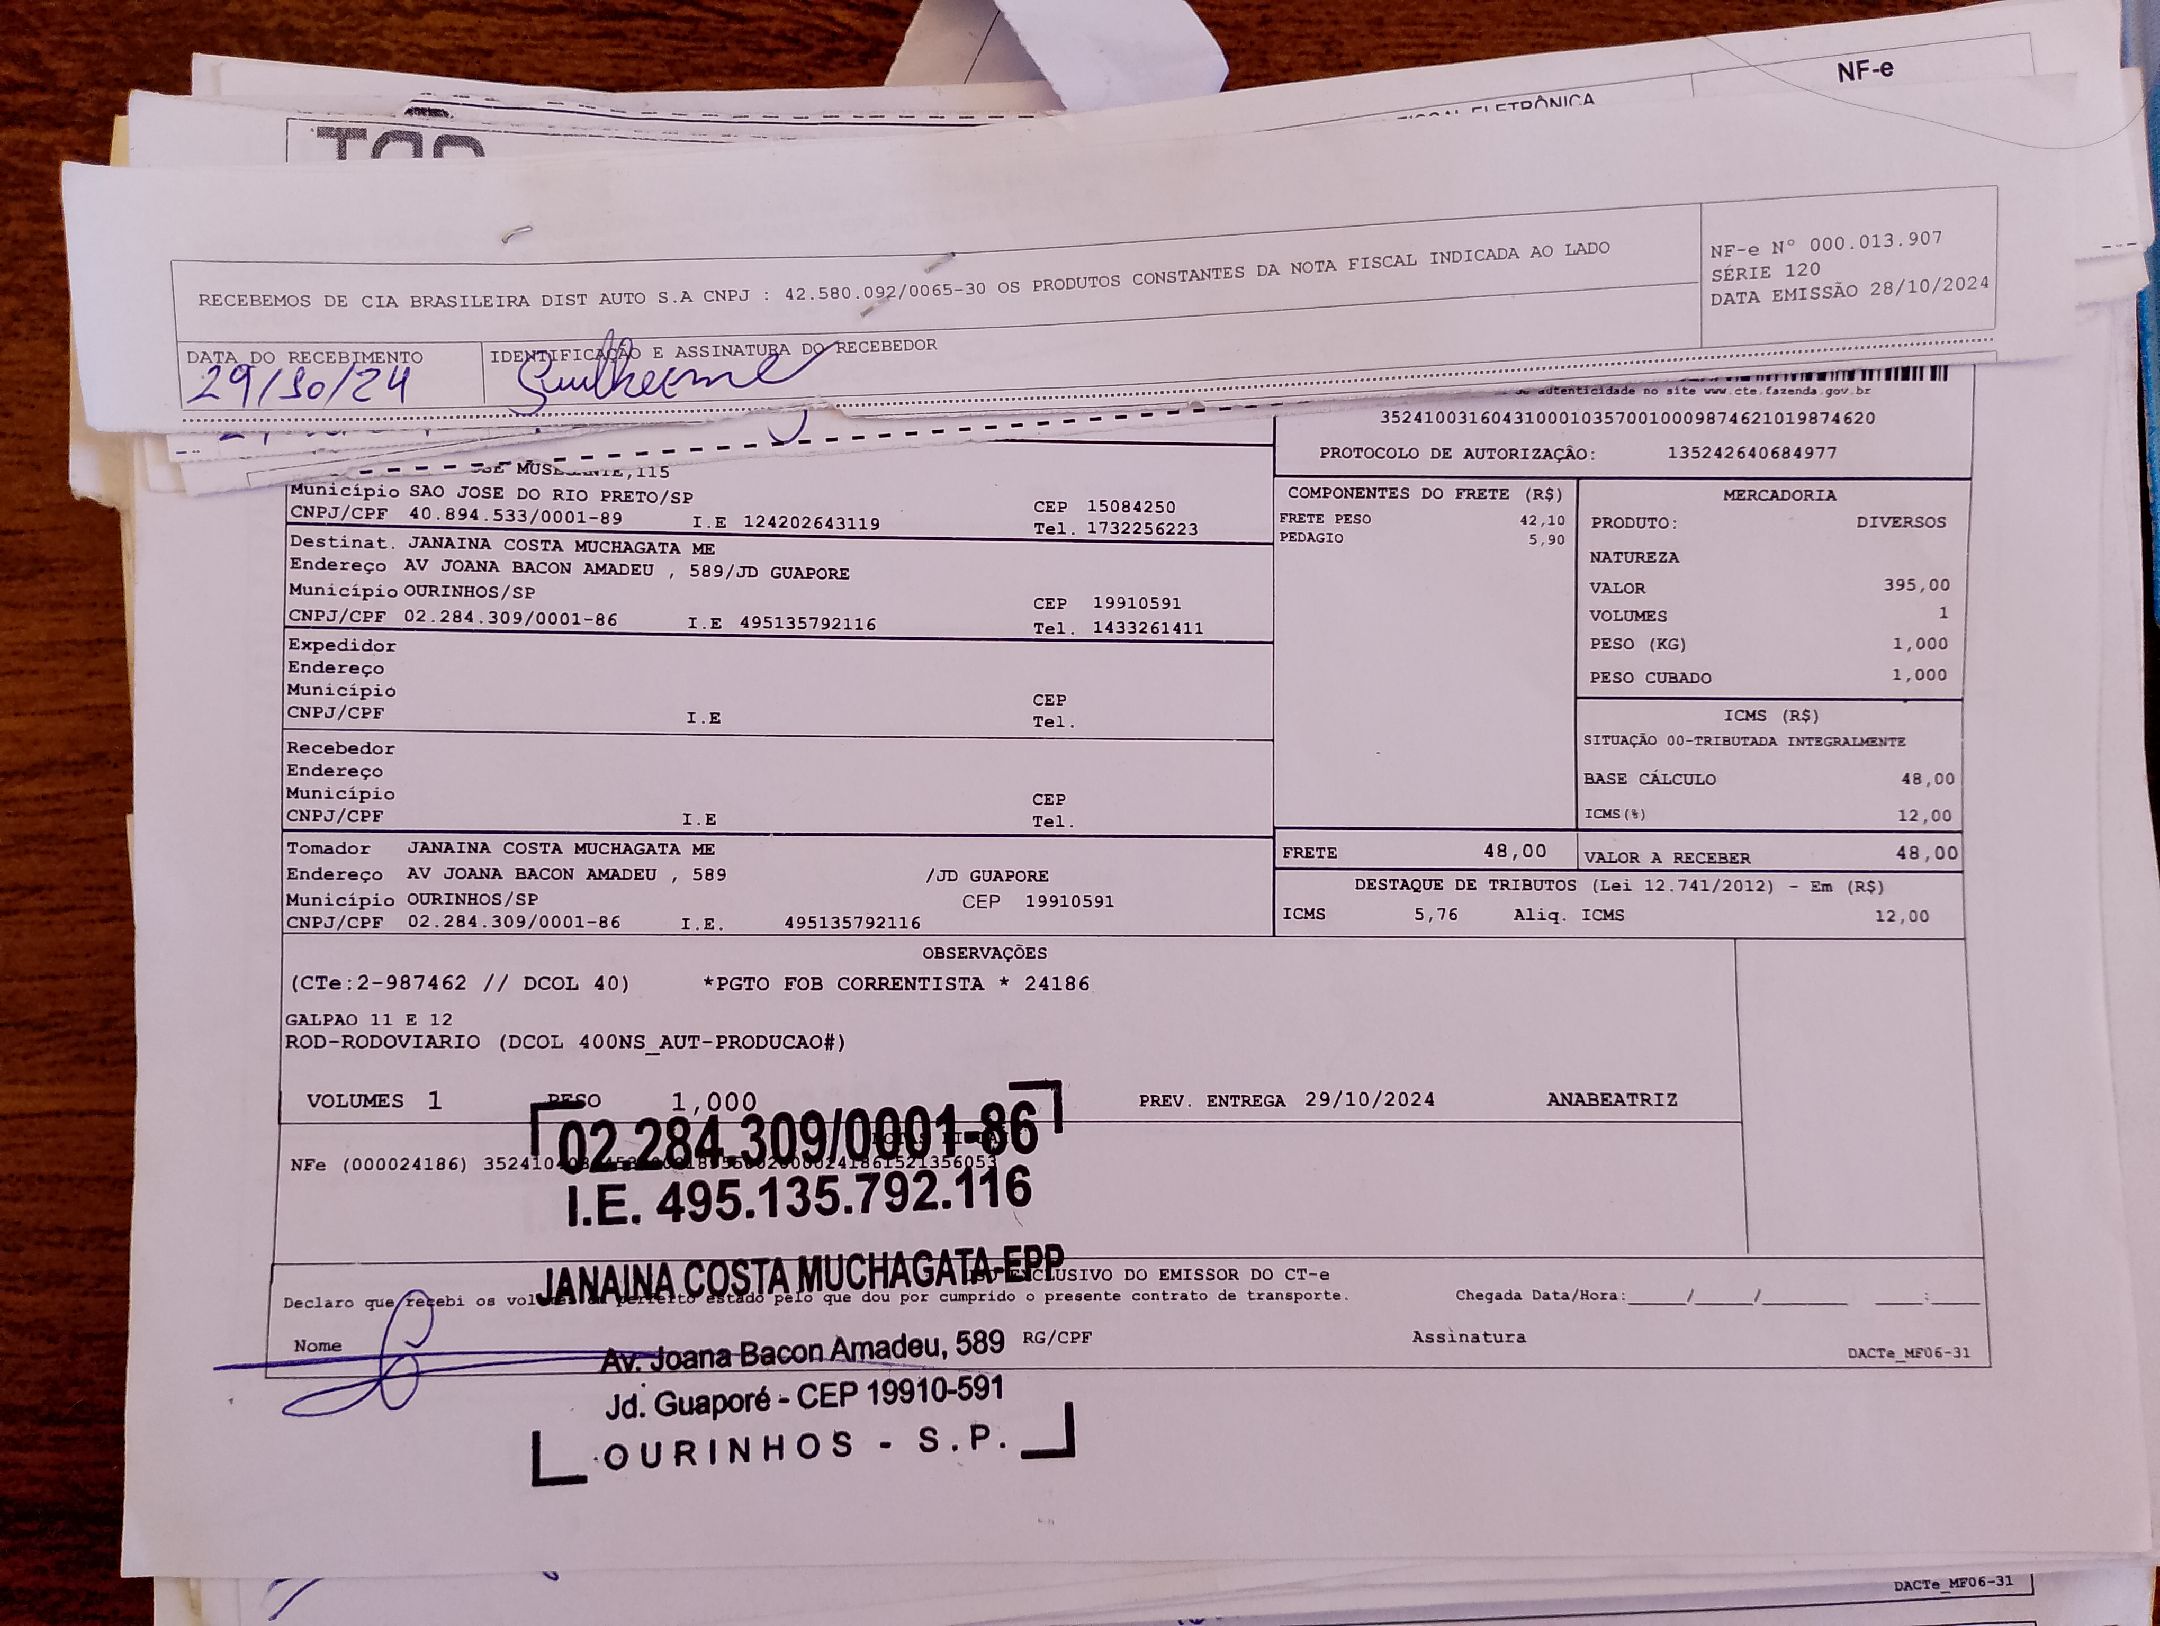 NF-e
RECEBEMOS DE CIA BRASILEIRA DIST AUTO S.A CNPJ : 42.580.092/0065-30 OS PRODUTOS CONSTANTES DA NOTA FISCAL INDICADA AO LADO
NF-e Nº 000.013.907
SÉRIE 120
DATA EMISSÃO 28/10/2024
DATA DO RECEBIMENTO
29/10/24
IDENTIFICAÇÃO E ASSINATURA DO RECEBEDOR
Guilherme
autenticidade no site www.cte.fazenda.gov.br
35241003160431000103570010009874621019874620
PROTOCOLO DE AUTORIZAÇÃO: 135242640684977
,115
Município SAO JOSE DO RIO PRETO/SP CEP 15084250
CNPJ/CPF 40.894.533/0001-89 I.E 124202643119 Tel. 1732256223
Destinat. JANAINA COSTA MUCHAGATA ME
Endereço AV JOANA BACON AMADEU , 589/JD GUAPORE
Município OURINHOS/SP CEP 19910591
CNPJ/CPF 02.284.309/0001-86 I.E 495135792116 Tel. 1433261411
Expedidor
Endereço
Município CEP
CNPJ/CPF I.E Tel.
Recebedor
Endereço
Município CEP
CNPJ/CPF I.E Tel.
Tomador JANAINA COSTA MUCHAGATA ME
Endereço AV JOANA BACON AMADEU , 589 /JD GUAPORE
Município OURINHOS/SP CEP 19910591
CNPJ/CPF 02.284.309/0001-86 I.E. 495135792116
COMPONENTES DO FRETE (R$)
FRETE PESO 42,10
PEDAGIO 5,90
MERCADORIA
PRODUTO: DIVERSOS
NATUREZA
VALOR 395,00
VOLUMES 1
PESO (KG) 1,000
PESO CUBADO 1,000
ICMS (R$)
SITUAÇÃO 00-TRIBUTADA INTEGRALMENTE
BASE CÁLCULO 48,00
ICMS(%) 12,00
FRETE 48,00 VALOR A RECEBER 48,00
DESTAQUE DE TRIBUTOS (Lei 12.741/2012) - Em (R$)
ICMS 5,76 Aliq. ICMS 12,00
OBSERVAÇÕES
(CTe:2-987462 // DCOL 40) *PGTO FOB CORRENTISTA * 24186
GALPAO 11 E 12
ROD-RODOVIARIO (DCOL 400NS_AUT-PRODUCAO#)
VOLUMES 1 PESO 1,000 PREV. ENTREGA 29/10/2024 ANABEATRIZ
NFe (000024186)
02.284.309/0001-86
I.E. 495.135.792.116
JANAINA COSTA MUCHAGATA-EPP
Av. Joana Bacon Amadeu, 589
Jd. Guaporé - CEP 19910-591
OURINHOS - S.P.
EXCLUSIVO DO EMISSOR DO CT-e
Declaro que recebi os perfeito estado pelo que dou por cumprido o presente contrato de transporte. Chegada Data/Hora:_____/_____/_______ ____:____
Nome RG/CPF Assinatura
DACTe_MF06-31
DACTe_MF06-31